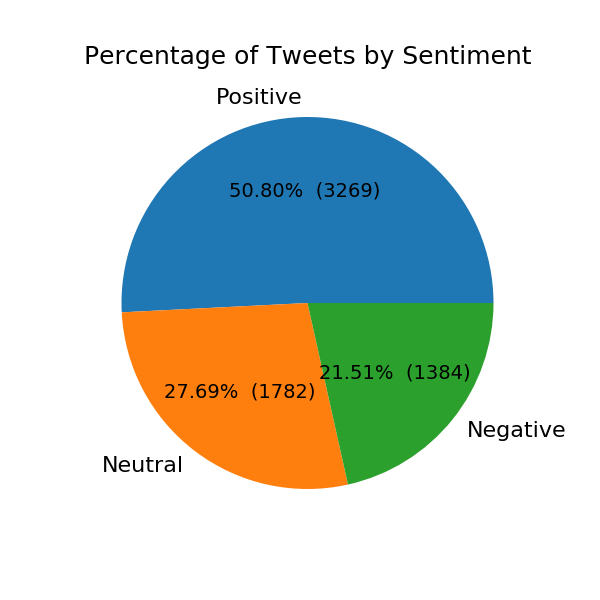 Percentage of Tweets by Sentiment
Positive
50.80%  (3269)
21.51%  (1384)
27.69%  (1782)
Negative
Neutral